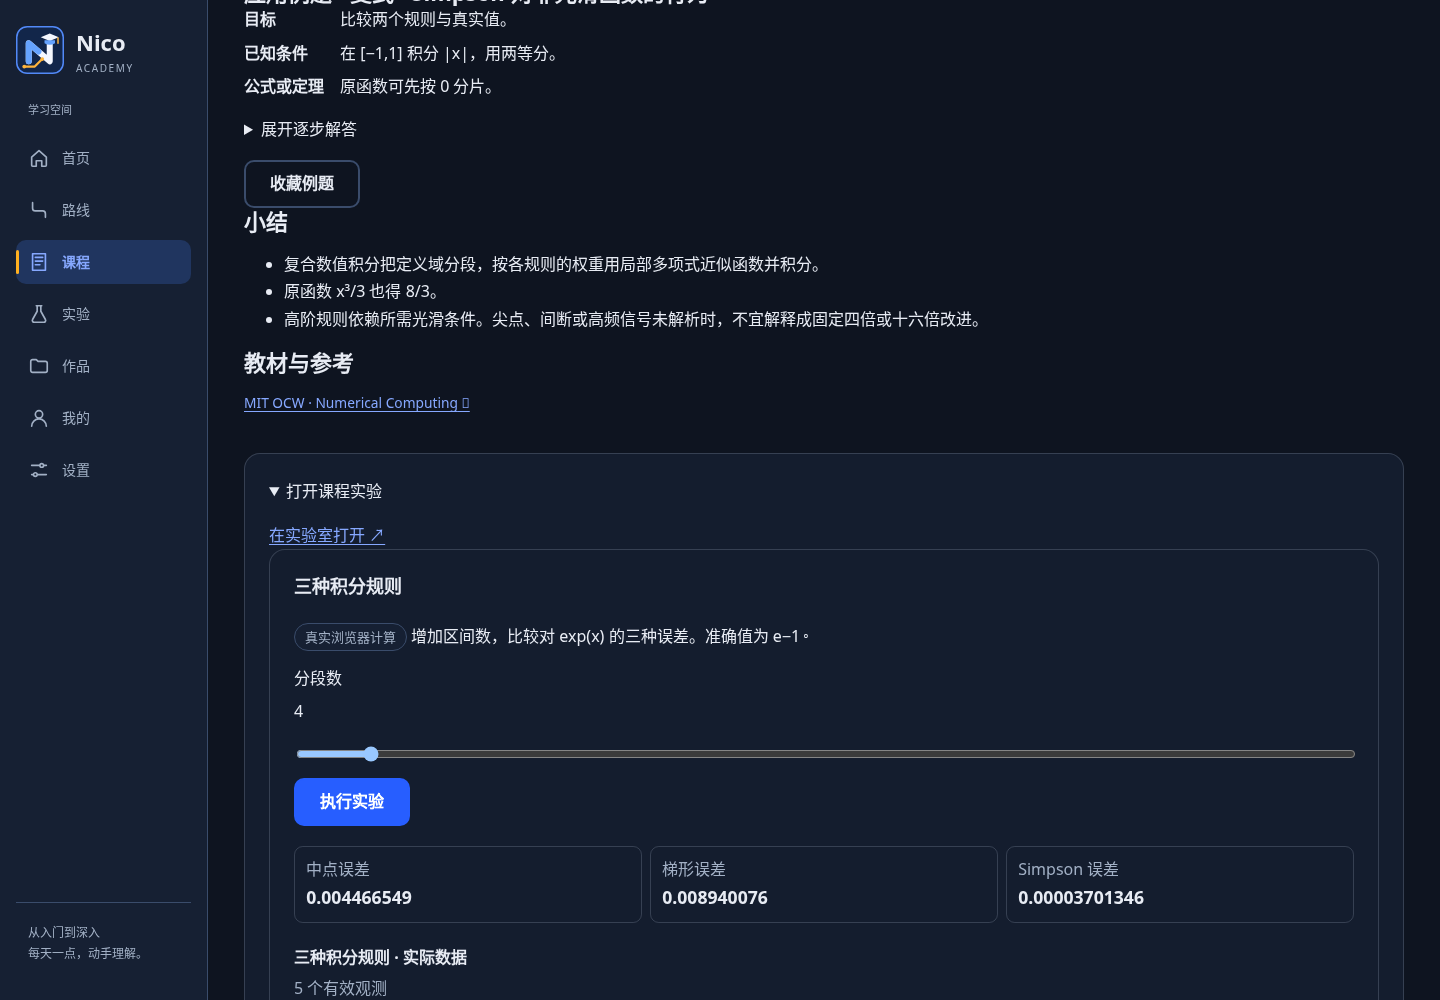 Nico
ACADEMY
学习空间
首页
路线
课程
实验
作品
我的
设置
从入门到深入
每天一点，动手理解。
目标 比较两个规则与真实值。
已知条件 在 [−1,1] 积分 |x|，用两等分。
公式或定理 原函数可先按 0 分片。
展开逐步解答
收藏例题
小结
复合数值积分把定义域分段，按各规则的权重用局部多项式近似函数并积分。
原函数 x³/3 也得 8/3。
高阶规则依赖所需光滑条件。尖点、间断或高频信号未解析时，不宜解释成固定四倍或十六倍改进。
教材与参考
MIT OCW · Numerical Computing
打开课程实验
在实验室打开 ↗
三种积分规则
真实浏览器计算 增加区间数，比较对 exp(x) 的三种误差。准确值为 e−1。
分段数
4
执行实验
中点误差 梯形误差 Simpson 误差
0.004466549 0.008940076 0.00003701346
三种积分规则 · 实际数据
5 个有效观测